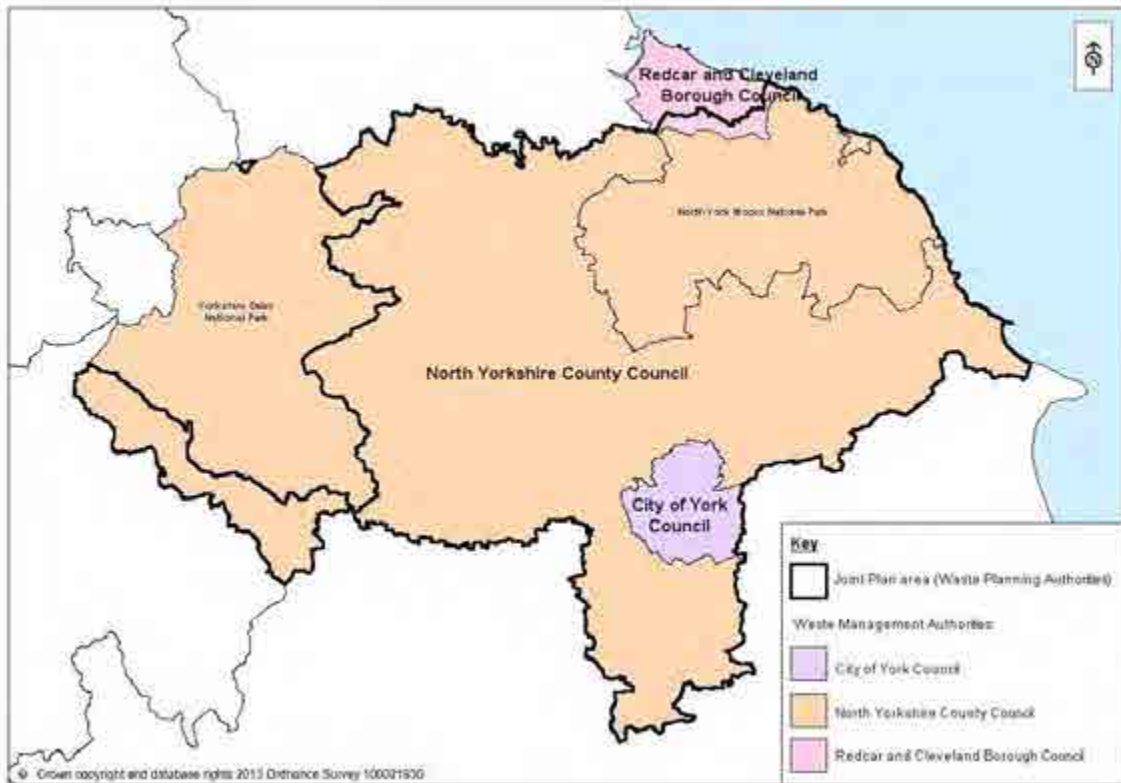 Redcar and Cleveland
Borough Council
North York Moors National Park
Yorkshire Dales
National Park
North Yorkshire County Council
City of York
Council
Key
Joint Plan area (Waste Planning Authorities)
Waste Management Authorities
City of York Council
North Yorkshire County Council
Redcar and Cleveland Borough Council
© Crown copyright and database rights 2013 Ordnance Survey